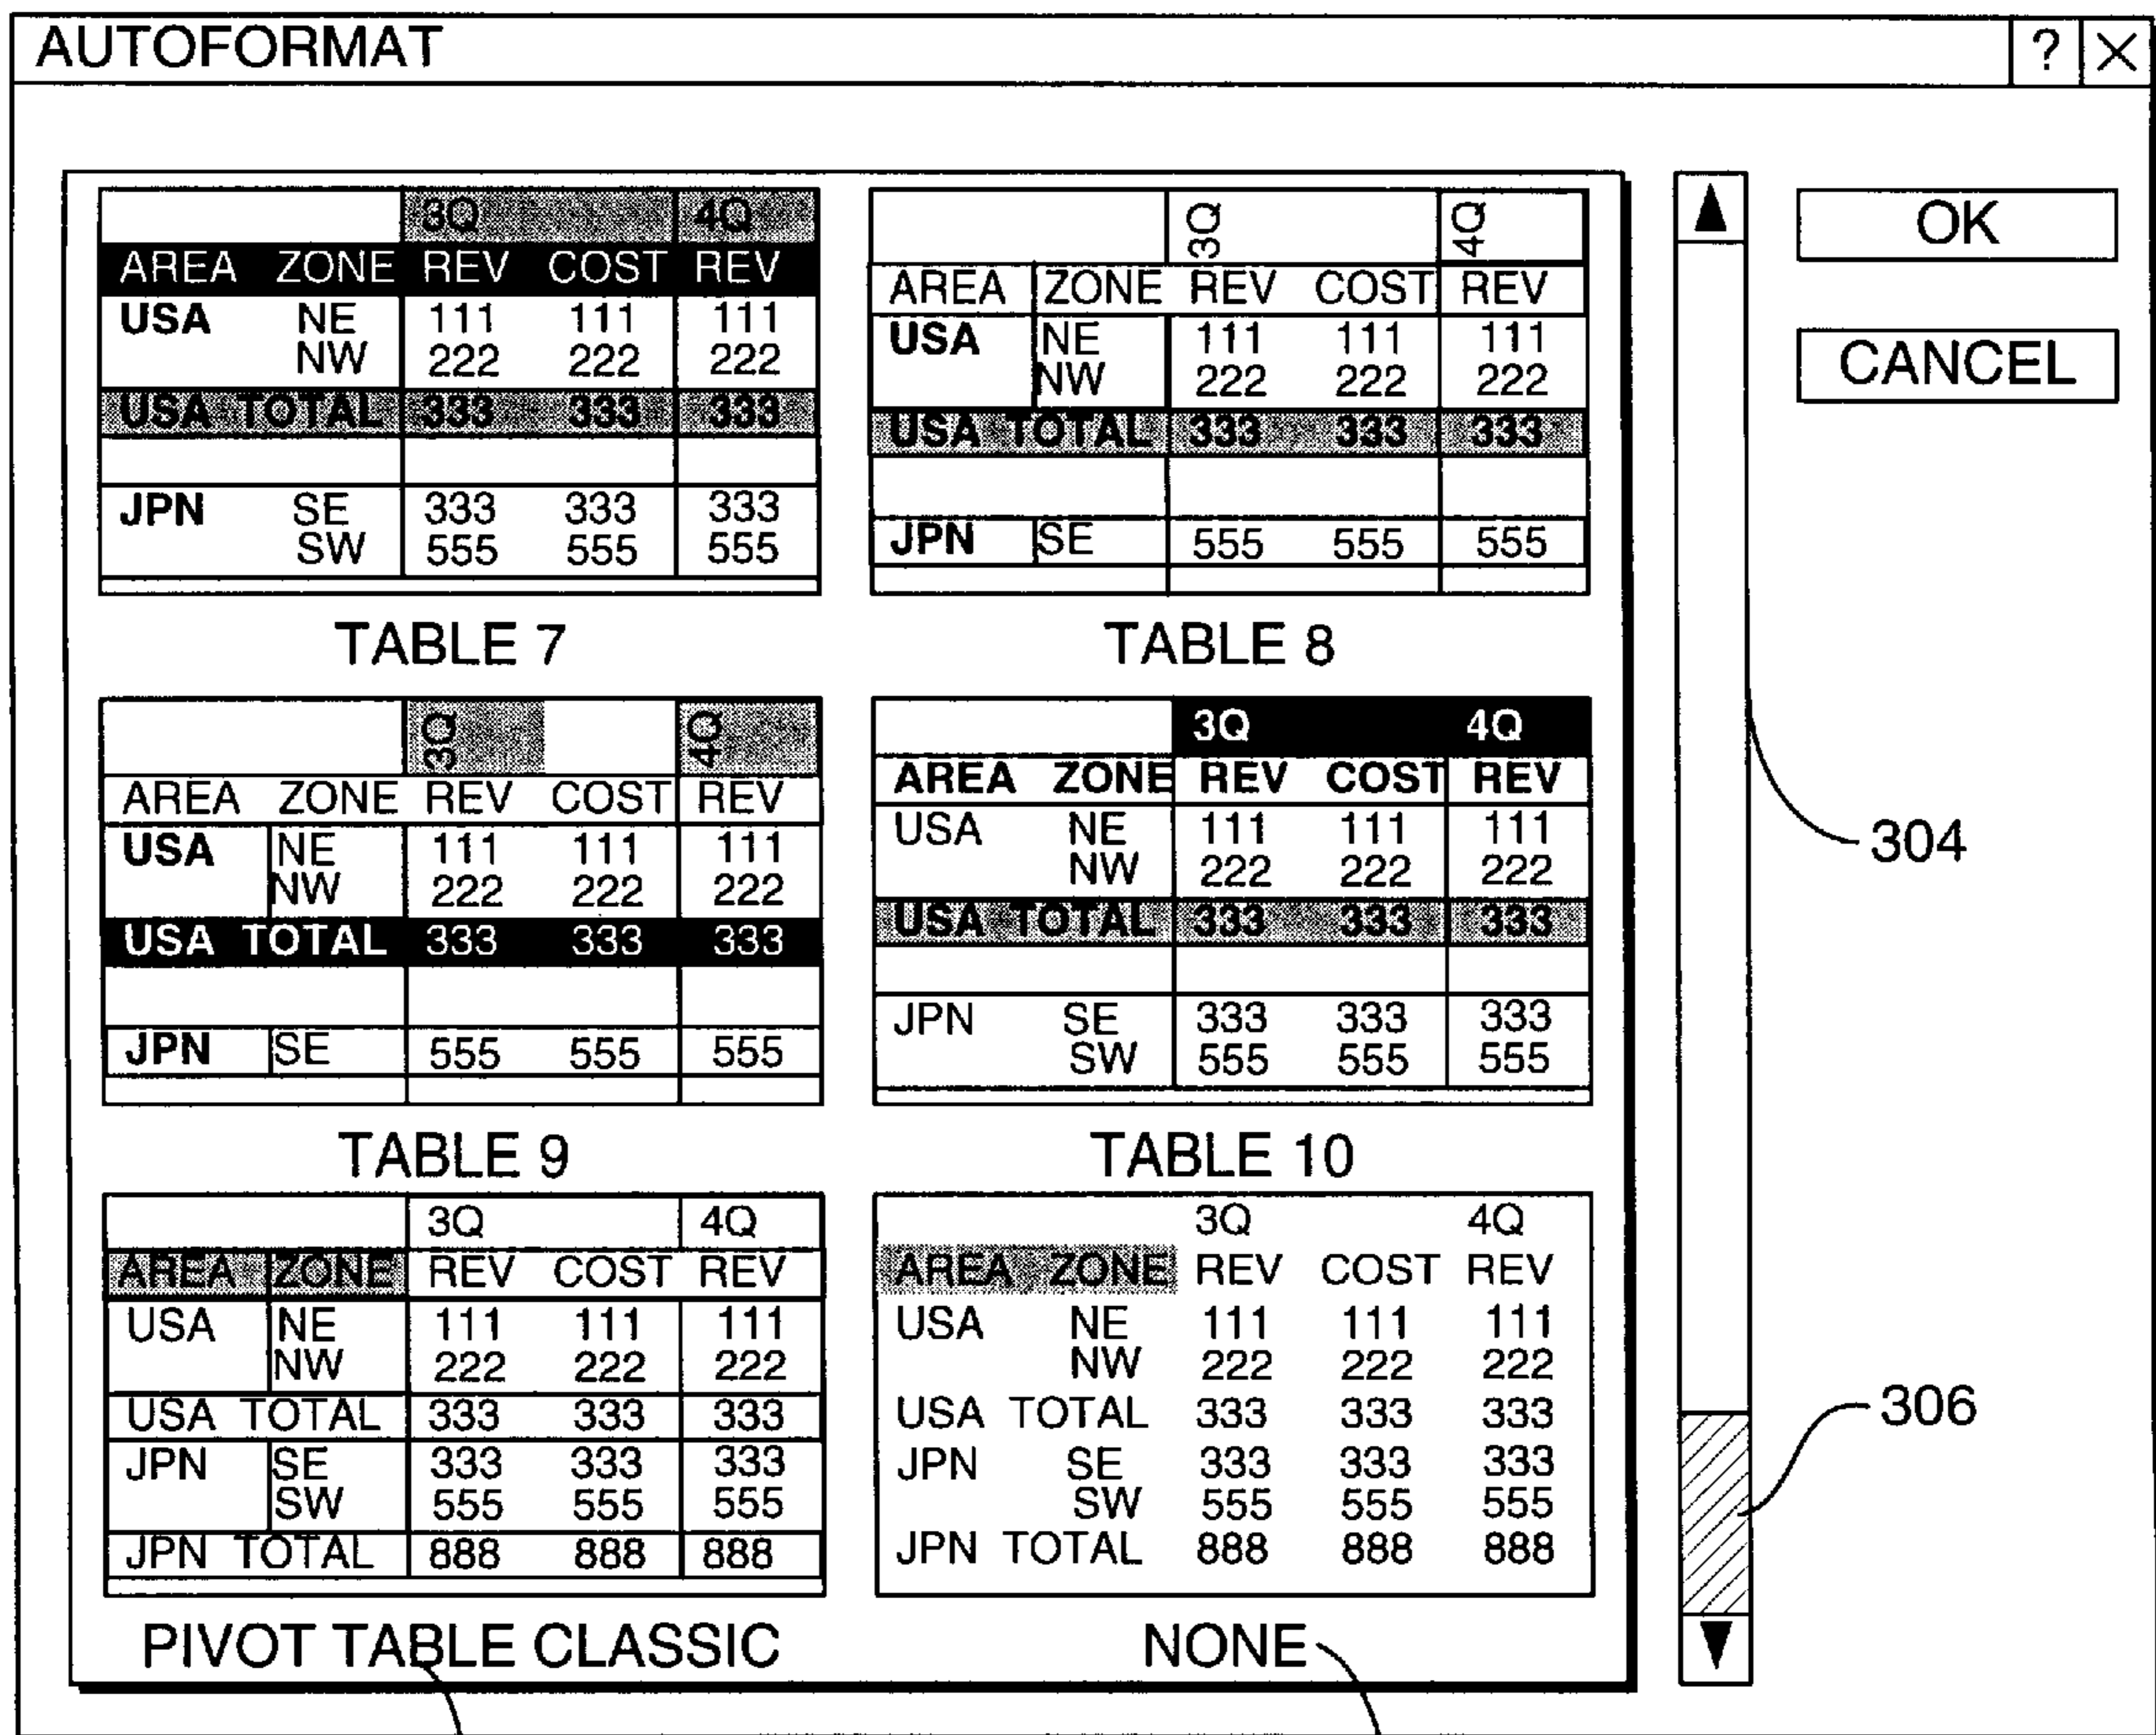 AUTOFORMAT ? X
OK
CANCEL
3Q 4Q
AREA ZONE REV COST REV
USA NE 111 111 111
NW 222 222 222
USA TOTAL 333 333 333
JPN SE 333 333 333
SW 555 555 555
TABLE 7
3Q 4Q
AREA ZONE REV COST REV
USA NE 111 111 111
NW 222 222 222
USA TOTAL 333 333 333
JPN SE 555 555 555
TABLE 8
3Q 4Q
AREA ZONE REV COST REV
USA NE 111 111 111
NW 222 222 222
USA TOTAL 333 333 333
JPN SE 555 555 555
TABLE 9
3Q 4Q
AREA ZONE REV COST REV
USA NE 111 111 111
NW 222 222 222
USA TOTAL 333 333 333
JPN SE 333 333 333
SW 555 555 555
TABLE 10
3Q 4Q
AREA ZONE REV COST REV
USA NE 111 111 111
NW 222 222 222
USA TOTAL 333 333 333
JPN SE 333 333 333
SW 555 555 555
JPN TOTAL 888 888 888
PIVOT TABLE CLASSIC
3Q 4Q
AREA ZONE REV COST REV
USA NE 111 111 111
NW 222 222 222
USA TOTAL 333 333 333
JPN SE 333 333 333
SW 555 555 555
JPN TOTAL 888 888 888
NONE
304
306